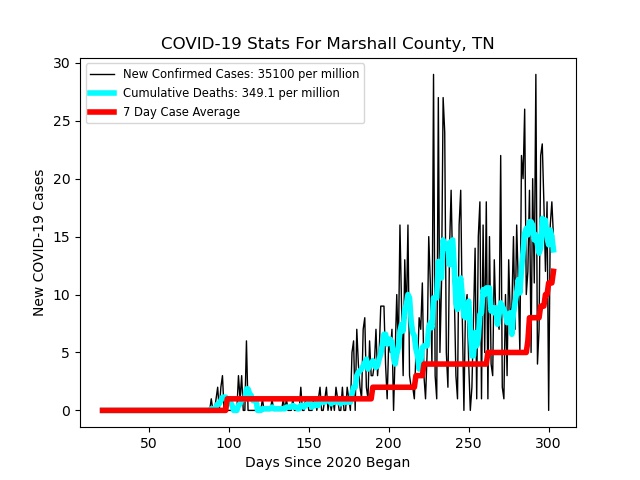 COVID-19 Stats For Marshall County, TN
New Confirmed Cases: 35100 per million
Cumulative Deaths: 349.1 per million
7 Day Case Average
New COVID-19 Cases
30
25
20
15
10
5
0
50 100 150 200 250 300
Days Since 2020 Began